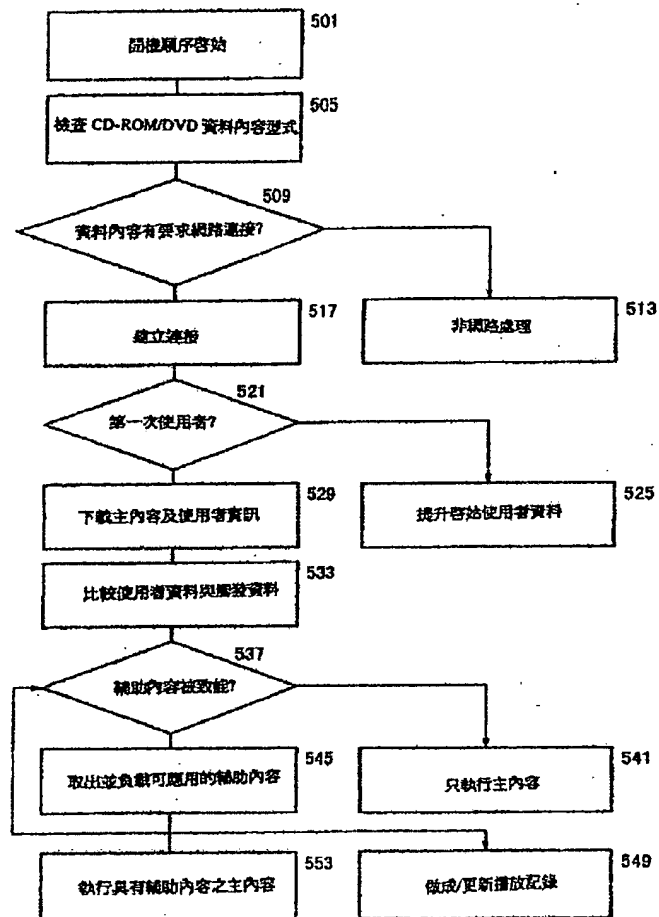 501
開機順序啓始
505
檢查 CD-ROM/DVD 資料內容型式
509
資料內容有要求網路連接?
517
建立連接
513
非網路處理
521
第一次使用者?
529
下載主內容及使用者資訊
525
提升啓始使用者資料
533
比較使用者資料與觸發資料
537
輔助內容被致能?
545
取出並負載可應用的輔助內容
541
只執行主內容
553
執行具有輔助內容之主內容
549
做成/更新播放記錄